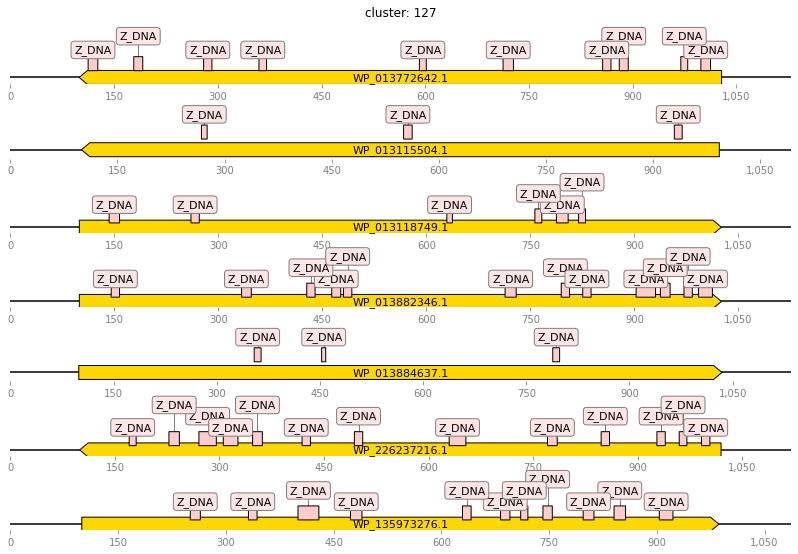 cluster: 127
Z_DNA Z_DNA Z_DNA
Z_DNA Z_DNA Z_DNA Z_DNA Z_DNA Z_DNA Z_DNA
WP_013772642.1
0 150 300 450 600 750 900 1,050
Z_DNA Z_DNA Z_DNA
WP_013115504.1
0 150 300 450 600 750 900 1,050
Z_DNA
Z_DNA
Z_DNA Z_DNA Z_DNA Z_DNA
WP_013118749.1
0 150 300 450 600 750 900 1,050
Z_DNA Z_DNA
Z_DNA Z_DNA Z_DNA
Z_DNA Z_DNA Z_DNA Z_DNA Z_DNA Z_DNA Z_DNA
WP_013882346.1
0 150 300 450 600 750 900 1,050
Z_DNA Z_DNA Z_DNA
WP_013884637.1
0 150 300 450 600 750 900 1,050
Z_DNA Z_DNA Z_DNA
Z_DNA Z_DNA Z_DNA Z_DNA
Z_DNA Z_DNA Z_DNA Z_DNA Z_DNA Z_DNA
WP_226237216.1
0 150 300 450 600 750 900 1,050
Z_DNA
Z_DNA Z_DNA Z_DNA Z_DNA
Z_DNA Z_DNA Z_DNA Z_DNA Z_DNA Z_DNA
WP_135973276.1
0 150 300 450 600 750 900 1,050